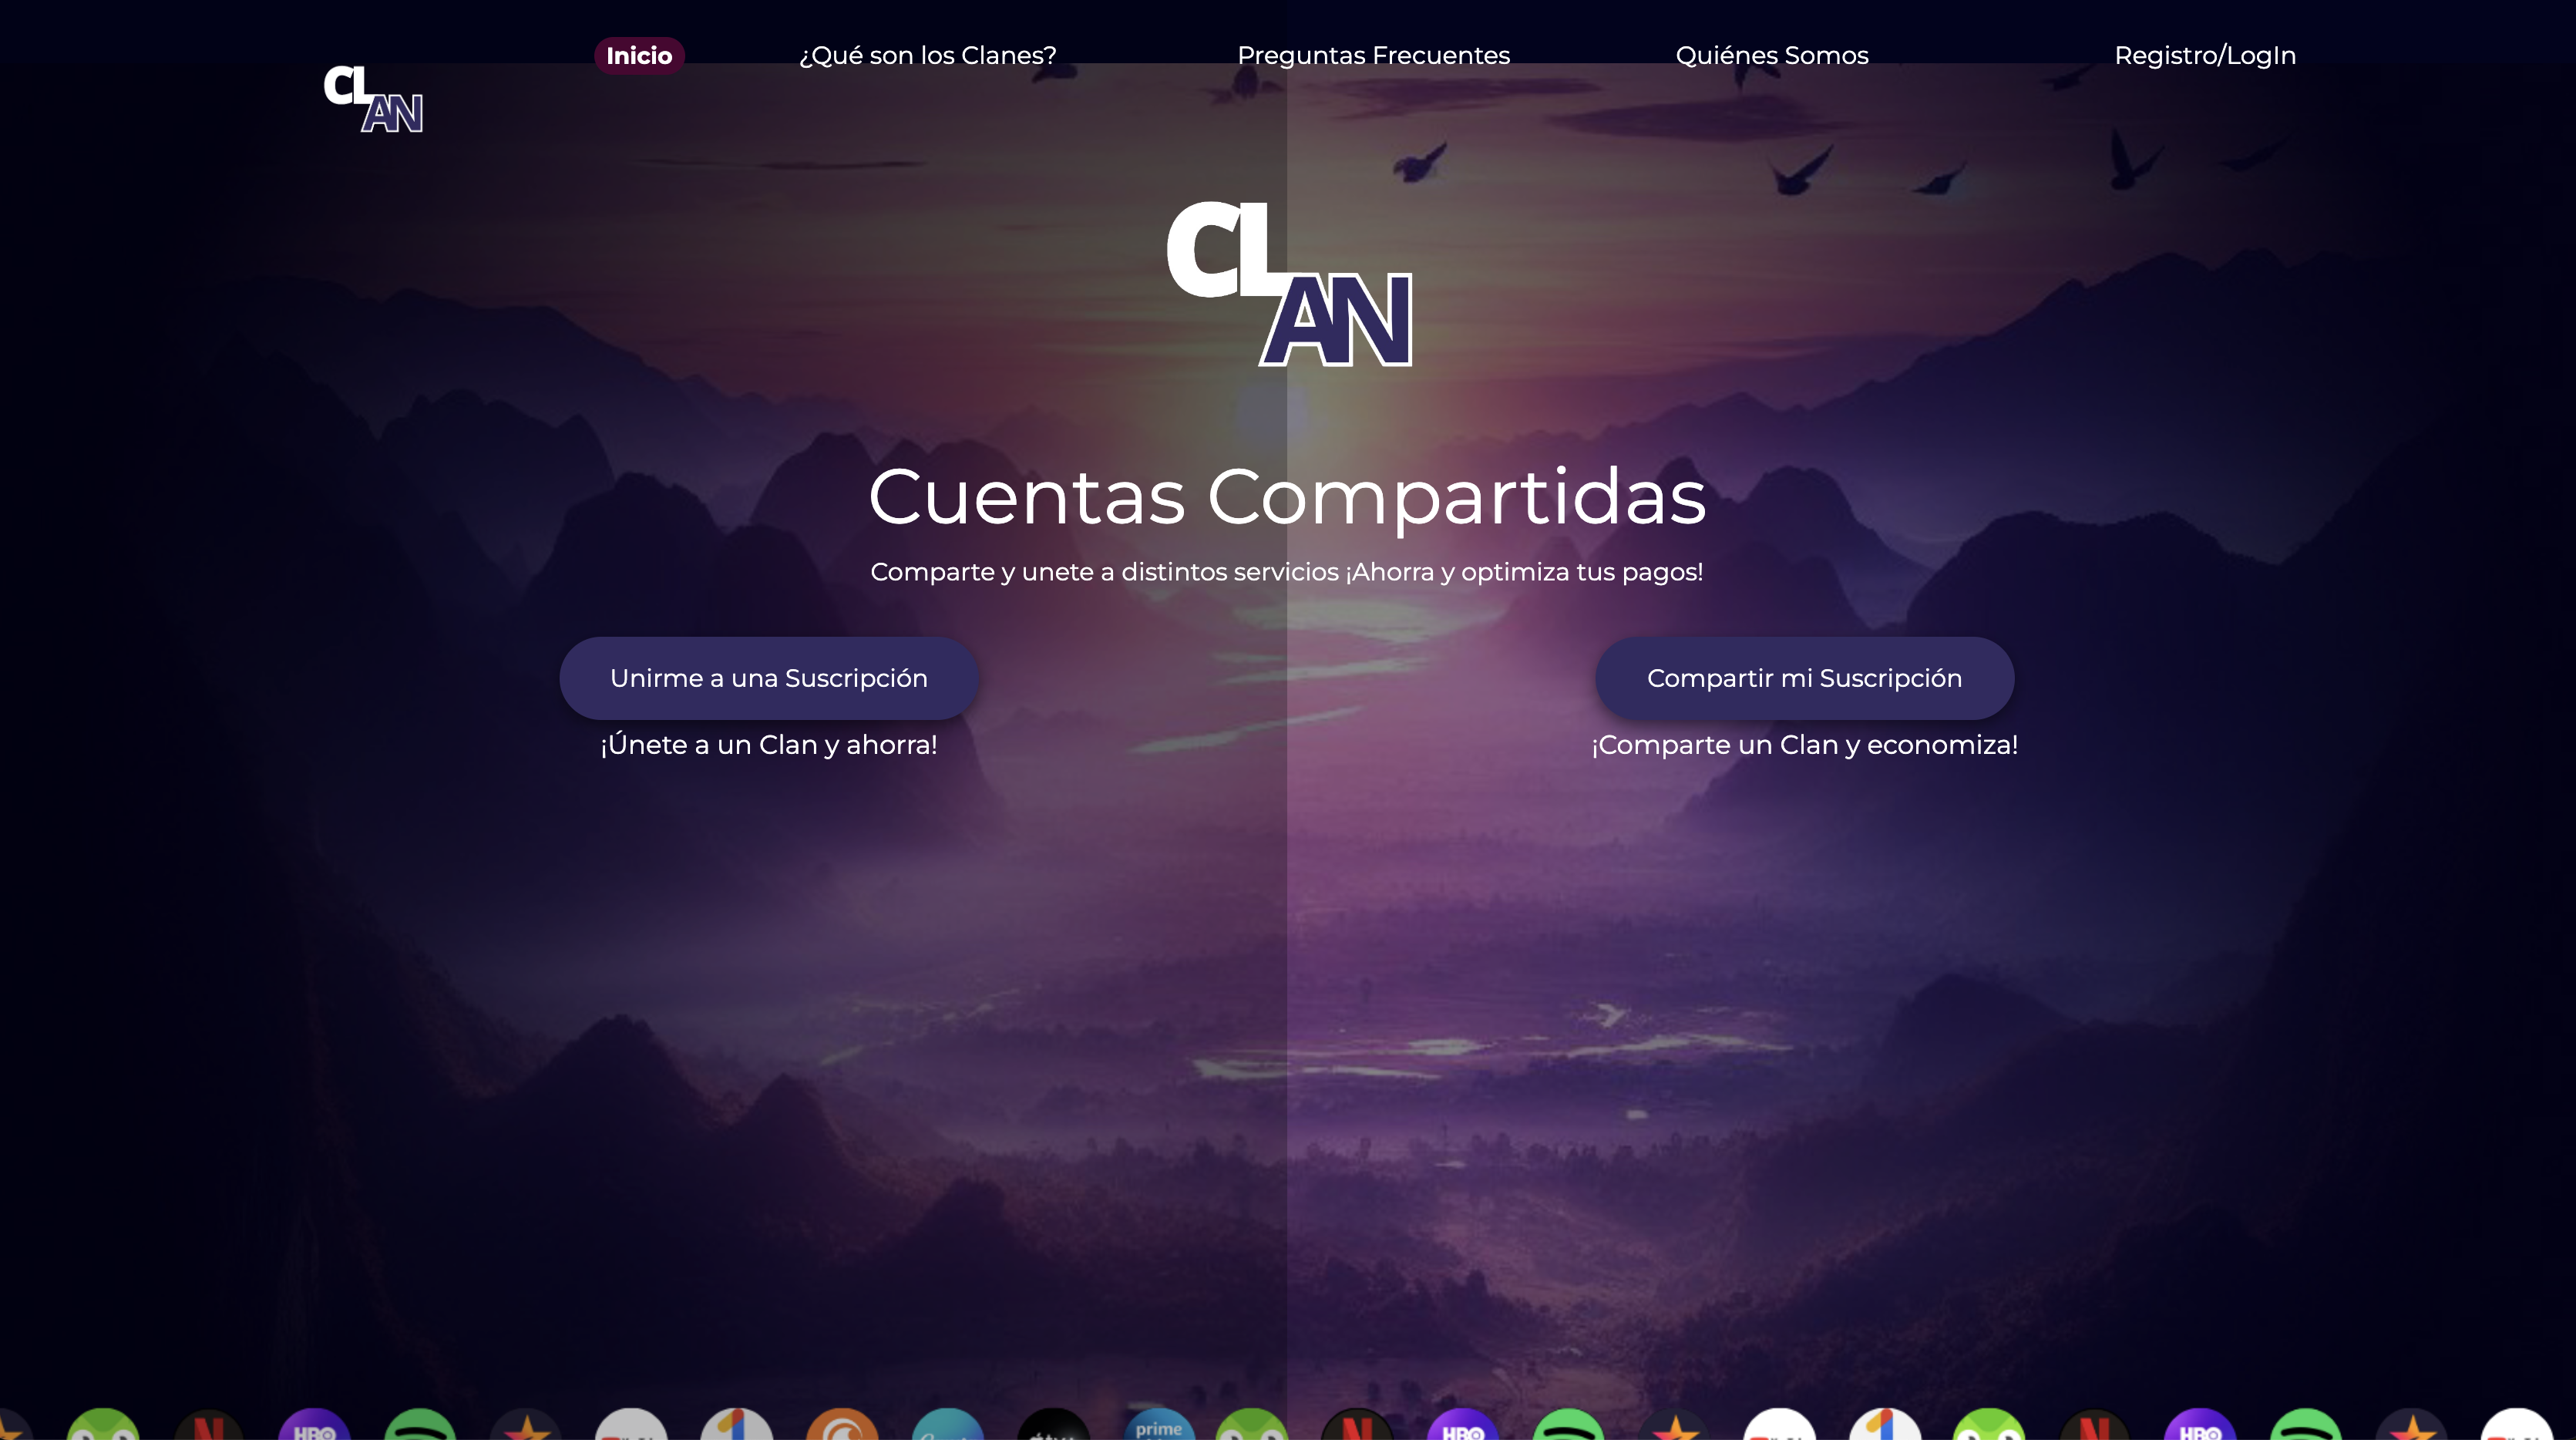 Inicio
¿Qué son los Clanes?
Preguntas Frecuentes
Quiénes Somos
Registro/LogIn
CLAN
CLAN
Cuentas Compartidas
Comparte y unete a distintos servicios ¡Ahorra y optimiza tus pagos!
Unirme a una Suscripción
Compartir mi Suscripción
¡Únete a un Clan y ahorra!
¡Comparte un Clan y economiza!
N
HBO
1
prime
N
HBO
1
N
HBO